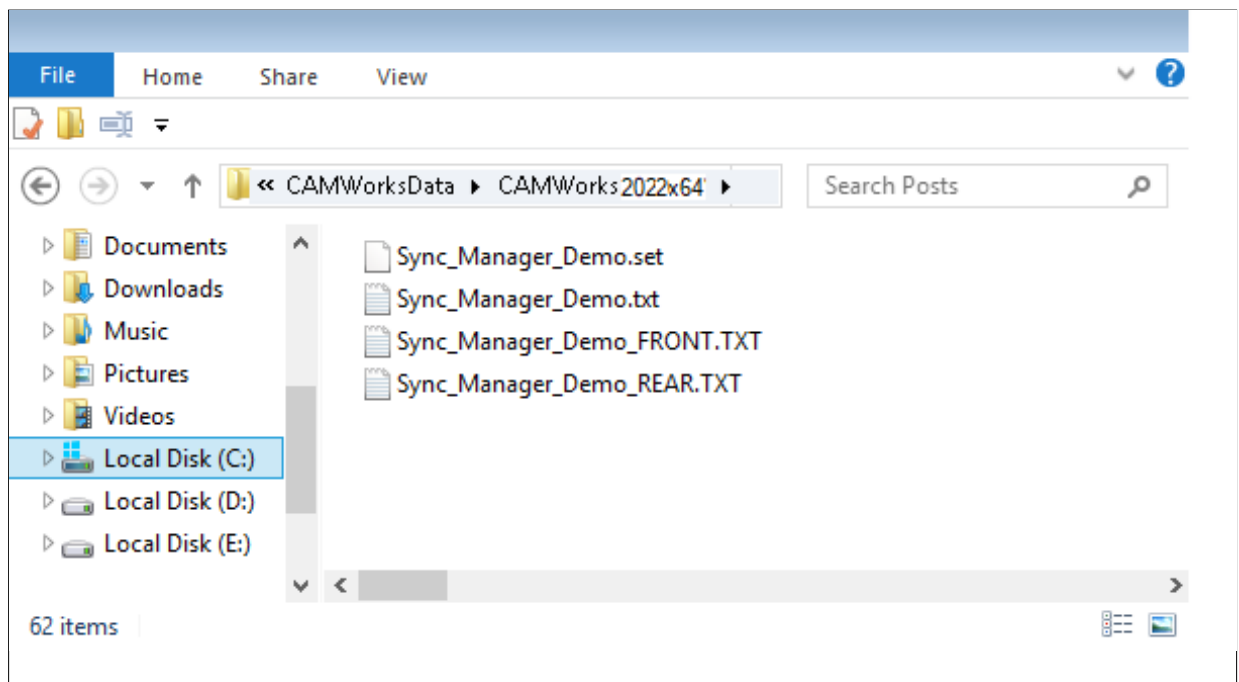 File Home Share View
« CAMWorksData ▸ CAMWorks2022x64 ▸ Search Posts
Documents
Downloads
Music
Pictures
Videos
Local Disk (C:)
Local Disk (D:)
Local Disk (E:)
Sync_Manager_Demo.set
Sync_Manager_Demo.txt
Sync_Manager_Demo_FRONT.TXT
Sync_Manager_Demo_REAR.TXT
62 items